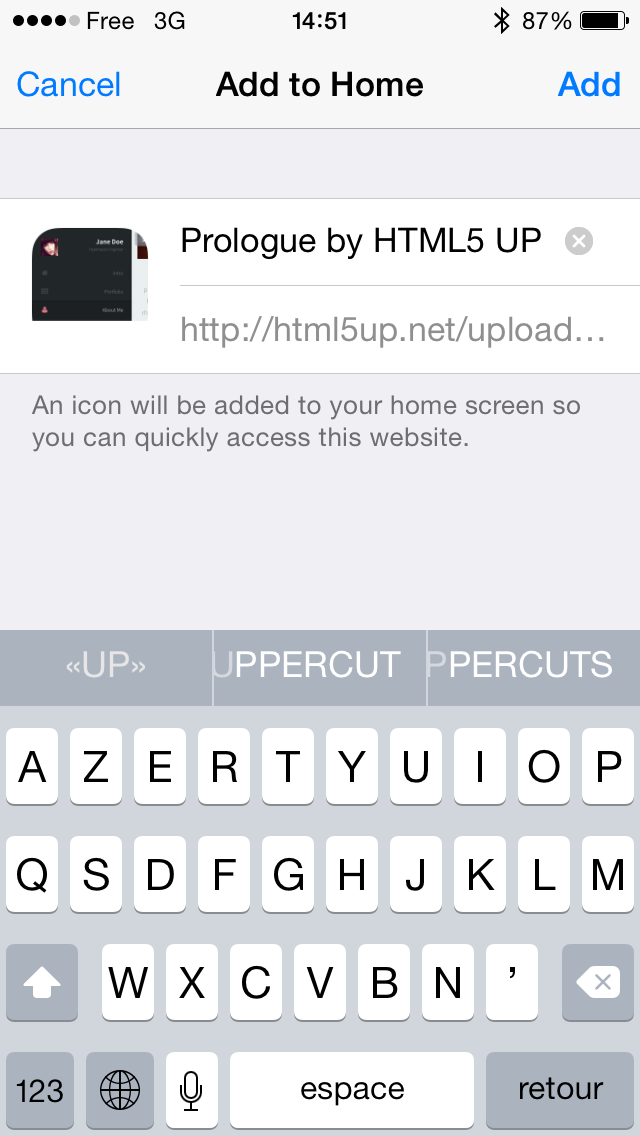 Free 3G 14:51 87%
Cancel Add to Home Add
Jane Doe
Prologue by HTML5 UP
Intro
Portfolio
About Me
http://html5up.net/upload…
An icon will be added to your home screen so
you can quickly access this website.
«UP» UPPERCUT PPERCUTS
A Z E R T Y U I O P
Q S D F G H J K L M
W X C V B N ’
123 espace retour